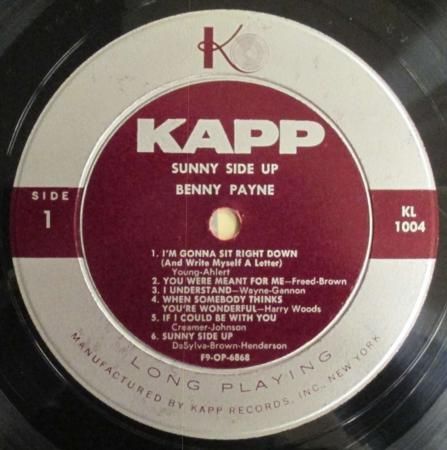 K
KAPP
SUNNY SIDE UP
BENNY PAYNE
SIDE
1
KL
1004
1. I'M GONNA SIT RIGHT DOWN
(And Write Myself A Letter)
Young-Ahlert
2. YOU WERE MEANT FOR ME—Freed-Brown
3. I UNDERSTAND—Wayne-Gannon
4. WHEN SOMEBODY THINKS
YOU'RE WONDERFUL—Harry Woods
5. IF I COULD BE WITH YOU
Creamer-Johnson
6. SUNNY SIDE UP
DeSylva-Brown-Henderson
F9-OP-6868
LONG PLAYING
MANUFACTURED BY KAPP RECORDS, INC., NEW YORK